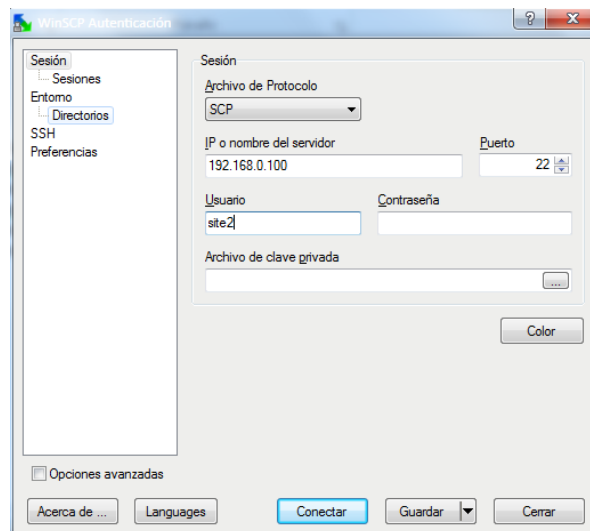 WinSCP Autenticación
Sesión
Sesiones
Entorno
Directorios
SSH
Preferencias
Sesión
Archivo de Protocolo
SCP
IP o nombre del servidor
Puerto
192.168.0.100
22
Usuario
Contraseña
site2
Archivo de clave privada
...
Color
Opciones avanzadas
Acerca de ...
Languages
Conectar
Guardar
Cerrar